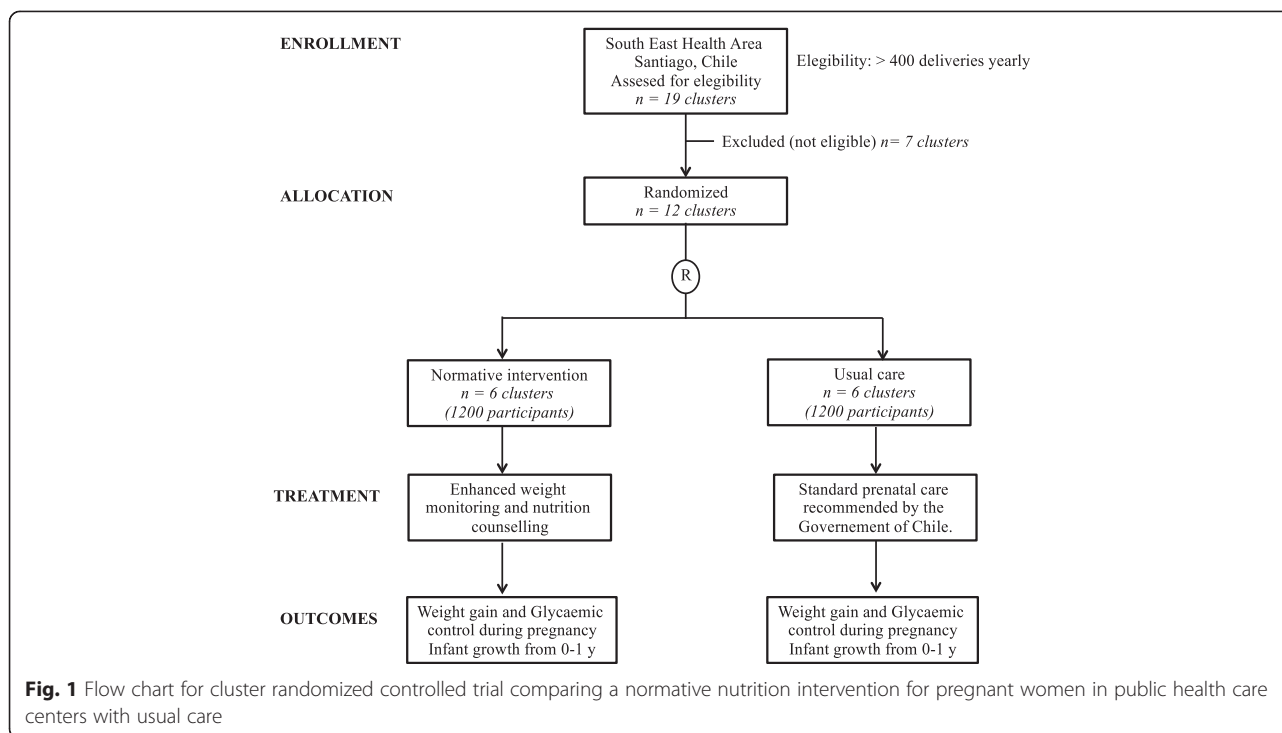 ENROLLMENT
South East Health Area
Santiago, Chile
Assesed for elegibility
n = 19 clusters
Elegibility: > 400 deliveries yearly
Excluded (not eligible) n= 7 clusters
ALLOCATION
Randomized
n = 12 clusters
R
Normative intervention
n = 6 clusters
(1200 participants)
Usual care
n = 6 clusters
(1200 participants)
TREATMENT
Enhanced weight
monitoring and nutrition
counselling
Standard prenatal care
recommended by the
Governement of Chile.
OUTCOMES
Weight gain and Glycaemic
control during pregnancy
Infant growth from 0-1 y
Weight gain and Glycaemic
control during pregnancy
Infant growth from 0-1 y
Fig. 1 Flow chart for cluster randomized controlled trial comparing a normative nutrition intervention for pregnant women in public health care
centers with usual care